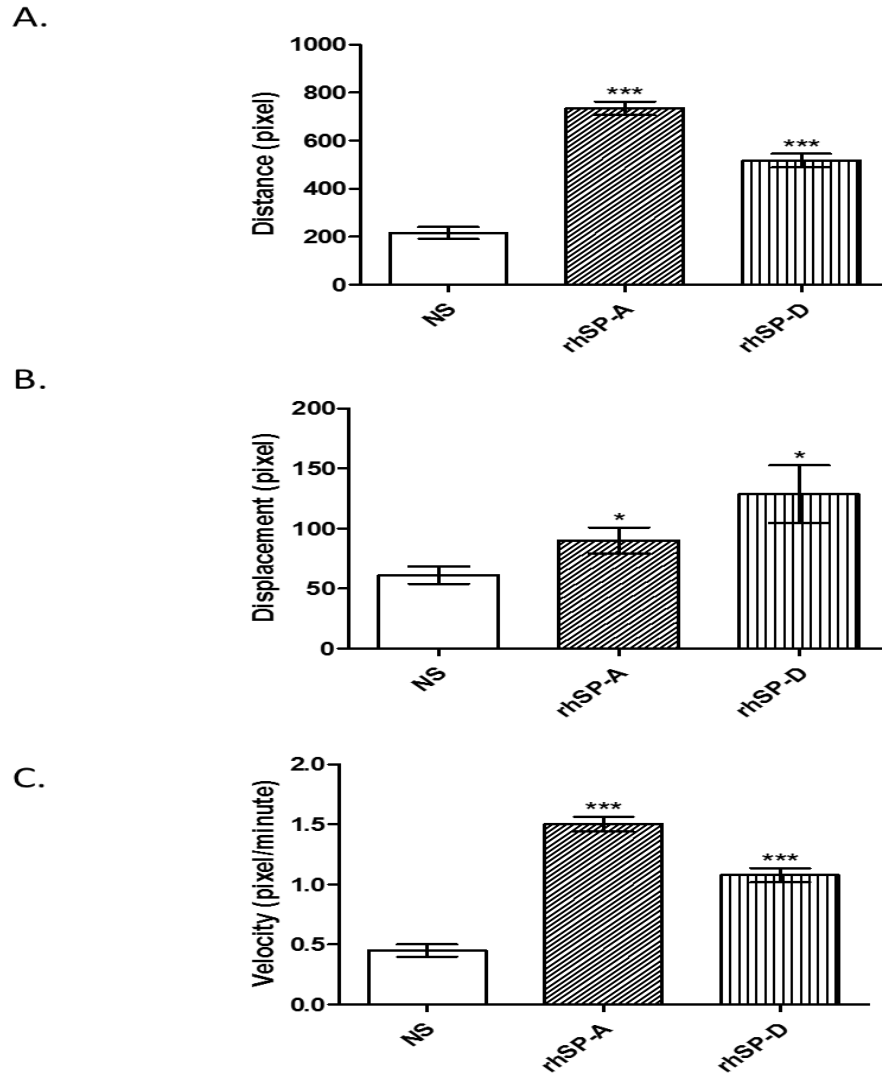 A.
Distance (pixel)
1000
800
600
400
200
0
***
***
NS
rhSP-A
rhSP-D
B.
Displacement (pixel)
200
150
100
50
0
*
*
NS
rhSP-A
rhSP-D
C.
Velocity (pixel/minute)
2.0
1.5
1.0
0.5
0.0
***
***
NS
rhSP-A
rhSP-D